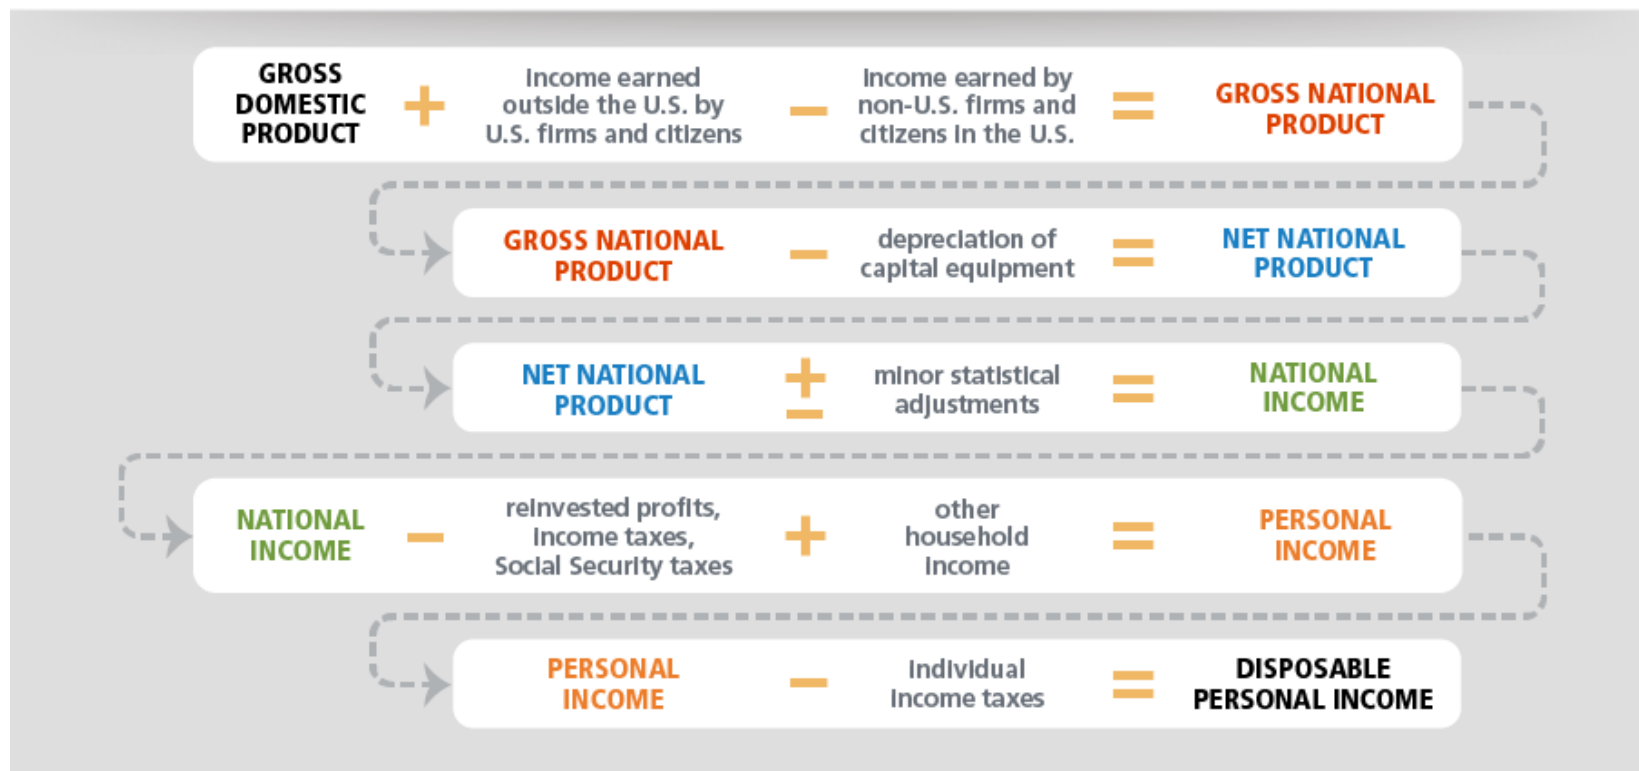 GROSS
DOMESTIC
PRODUCT
+
income earned
outside the U.S. by
U.S. firms and citizens
−
income earned by
non-U.S. firms and
citizens in the U.S.
=
GROSS NATIONAL
PRODUCT
GROSS NATIONAL
PRODUCT
−
depreciation of
capital equipment
=
NET NATIONAL
PRODUCT
NET NATIONAL
PRODUCT
+
−
minor statistical
adjustments
=
NATIONAL
INCOME
NATIONAL
INCOME
−
reinvested profits,
income taxes,
Social Security taxes
+
other
household
income
=
PERSONAL
INCOME
PERSONAL
INCOME
−
individual
income taxes
=
DISPOSABLE
PERSONAL INCOME